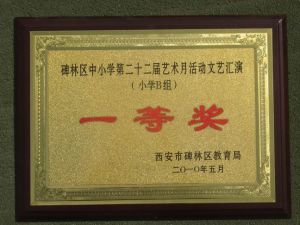 碑林区中小学第二十二届艺术月活动文艺汇演
（小学B组）
一等奖
西安市碑林区教育局
二〇一〇年五月